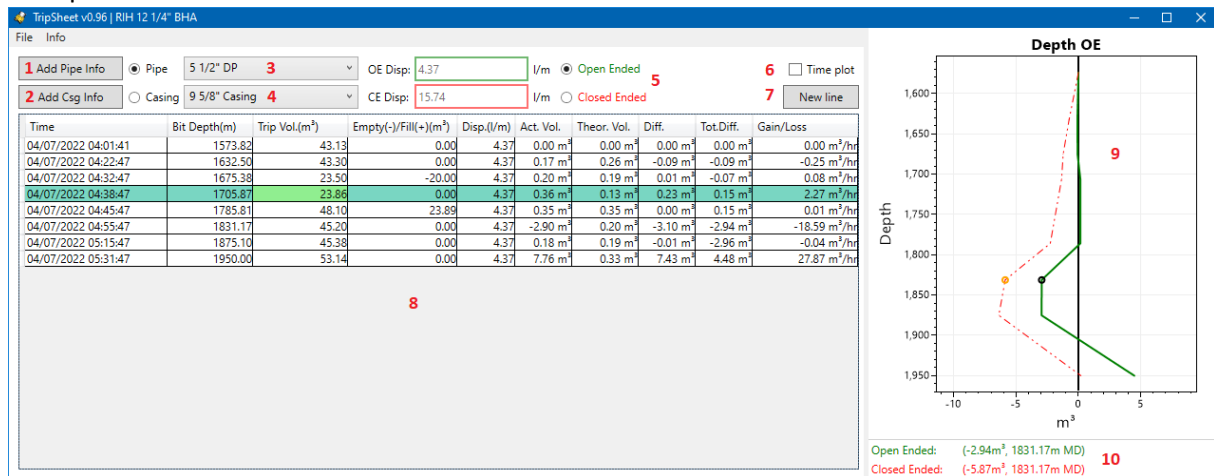 TripSheet v0.96 | RIH 12 1/4" BHA
File Info
1 Add Pipe Info Pipe 5 1/2" DP 3 OE Disp: 4.37 l/m Open Ended 5 6 Time plot
2 Add Csg Info Casing 9 5/8" Casing 4 CE Disp: 15.74 l/m Closed Ended 7 New line
Time Bit Depth(m) Trip Vol.(m³) Empty(-)/Fill(+)(m³) Disp.(l/m) Act. Vol. Theor. Vol. Diff. Tot.Diff. Gain/Loss
04/07/2022 04:01:41 1573.82 43.13 0.00 4.37 0.00 m³ 0.00 m³ 0.00 m³ 0.00 m³ 0.00 m³/hr
04/07/2022 04:22:47 1632.50 43.30 0.00 4.37 0.17 m³ 0.26 m³ -0.09 m³ -0.09 m³ -0.25 m³/hr
04/07/2022 04:32:47 1675.38 23.50 -20.00 4.37 0.20 m³ 0.19 m³ 0.01 m³ -0.07 m³ 0.08 m³/hr
04/07/2022 04:38:47 1705.87 23.86 0.00 4.37 0.36 m³ 0.13 m³ 0.23 m³ 0.15 m³ 2.27 m³/hr
04/07/2022 04:45:47 1785.81 48.10 23.89 4.37 0.35 m³ 0.35 m³ 0.00 m³ 0.15 m³ 0.01 m³/hr
04/07/2022 04:55:47 1831.17 45.20 0.00 4.37 -2.90 m³ 0.20 m³ -3.10 m³ -2.94 m³ -18.59 m³/hr
04/07/2022 05:15:47 1875.10 45.38 0.00 4.37 0.18 m³ 0.19 m³ -0.01 m³ -2.96 m³ -0.04 m³/hr
04/07/2022 05:31:47 1950.00 53.14 0.00 4.37 7.76 m³ 0.33 m³ 7.43 m³ 4.48 m³ 27.87 m³/hr
8
Depth OE
1,600
1,650
9
1,700
1,750
Depth
1,800
1,850
1,900
1,950
-10 -5 0 5
m³
Open Ended: (-2.94m³, 1831.17m MD)
10
Closed Ended: (-5.87m³, 1831.17m MD)